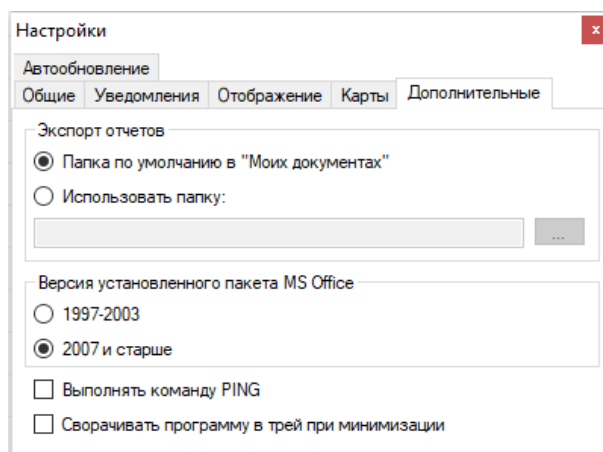 Настройки
x
Автообновление
Общие Уведомления Отображение Карты Дополнительные
Экспорт отчетов
Папка по умолчанию в "Моих документах"
Использовать папку:
...
Версия установленного пакета MS Office
1997-2003
2007 и старше
Выполнять команду PING
Сворачивать программу в трей при минимизации